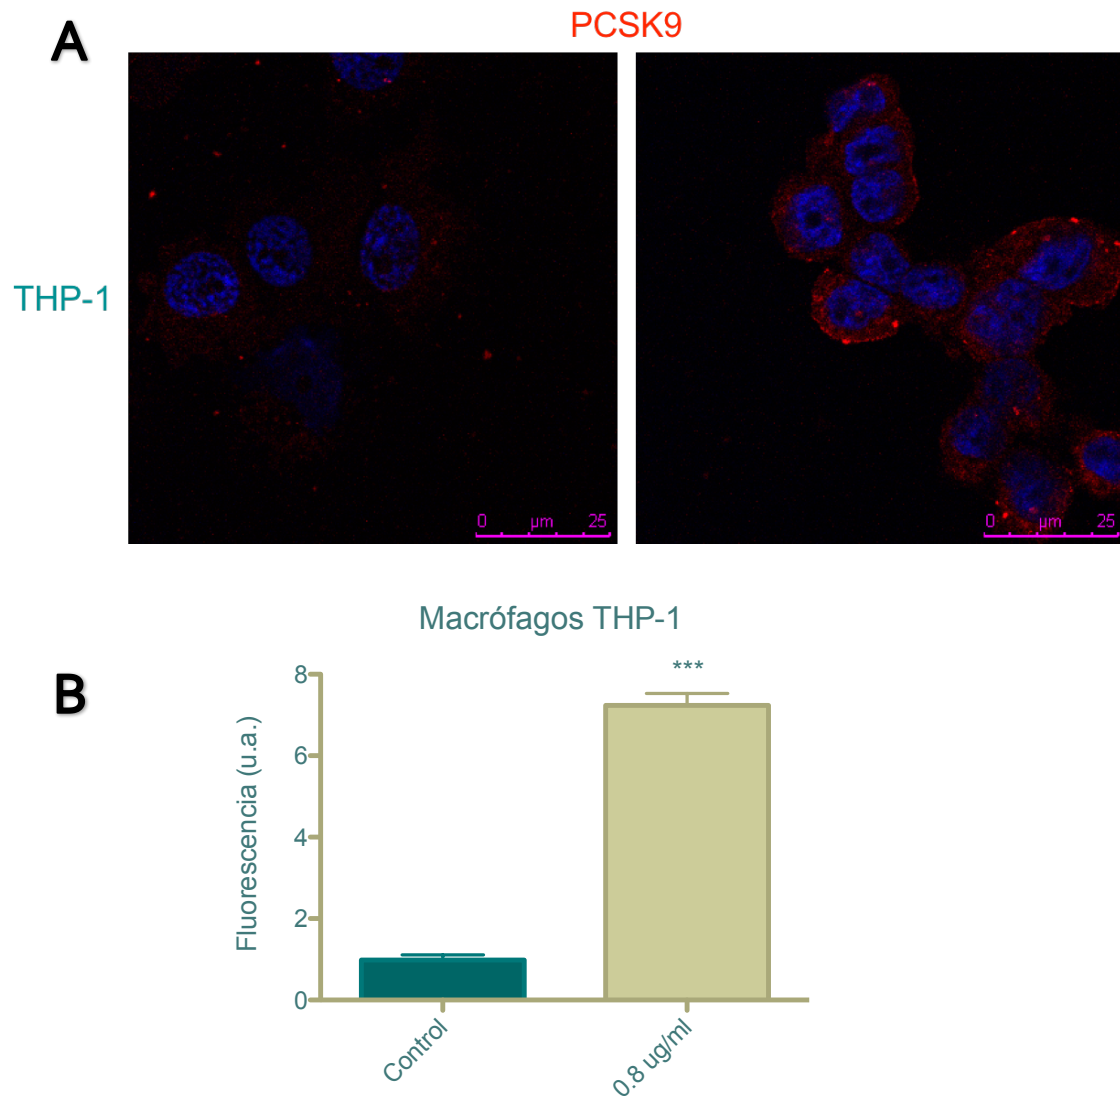 A
PCSK9
THP-1
0 µm 25
0 µm 25
Macrófagos THP-1
B
***
Fluorescencia (u.a.)
8
6
4
2
0
Control
0.8 ug/ml